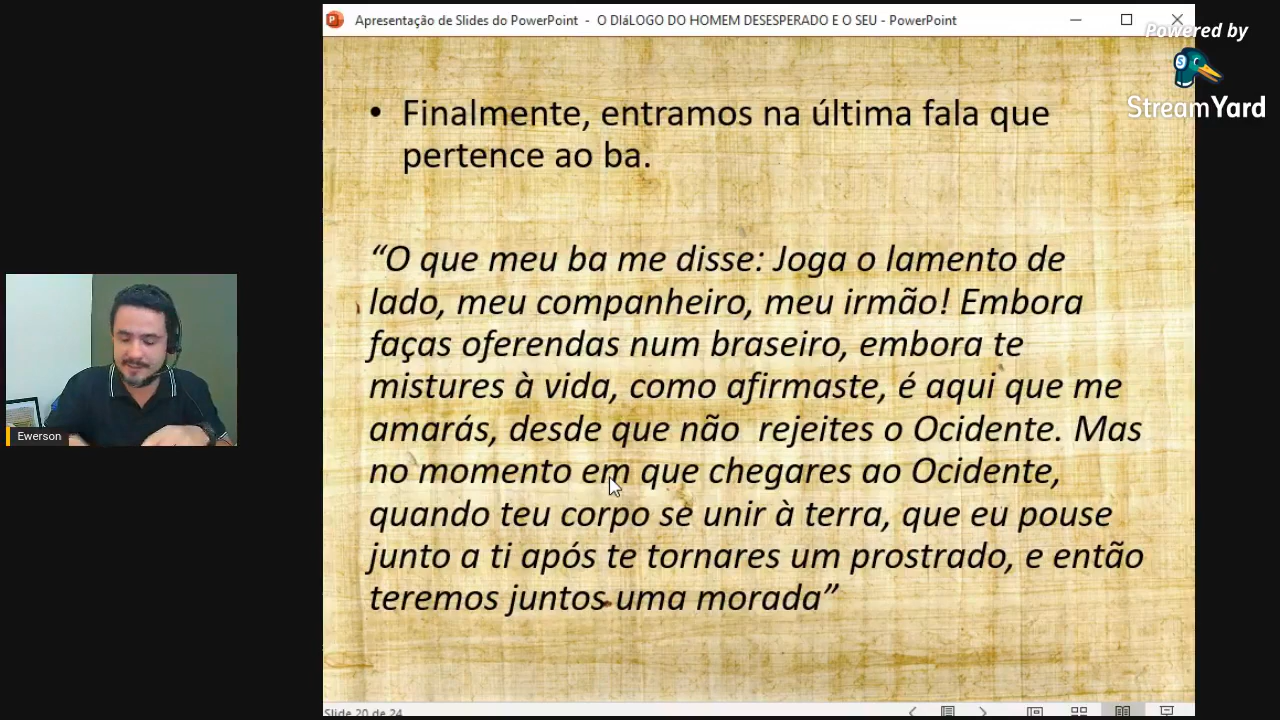 Apresentação de Slides do PowerPoint - O DIáLOGO DO HOMEM DESESPERADO E O SEU - PowerPoint
Powered by
StreamYard
• Finalmente, entramos na última fala que
pertence ao ba.
“O que meu ba me disse: Joga o lamento de
lado, meu companheiro, meu irmão! Embora
faças oferendas num braseiro, embora te
mistures à vida, como afirmaste, é aqui que me
amarás, desde que não rejeites o Ocidente. Mas
no momento em que chegares ao Ocidente,
quando teu corpo se unir à terra, que eu pouse
junto a ti após te tornares um prostrado, e então
teremos juntos uma morada”
Ewerson
Slide 20 de 24